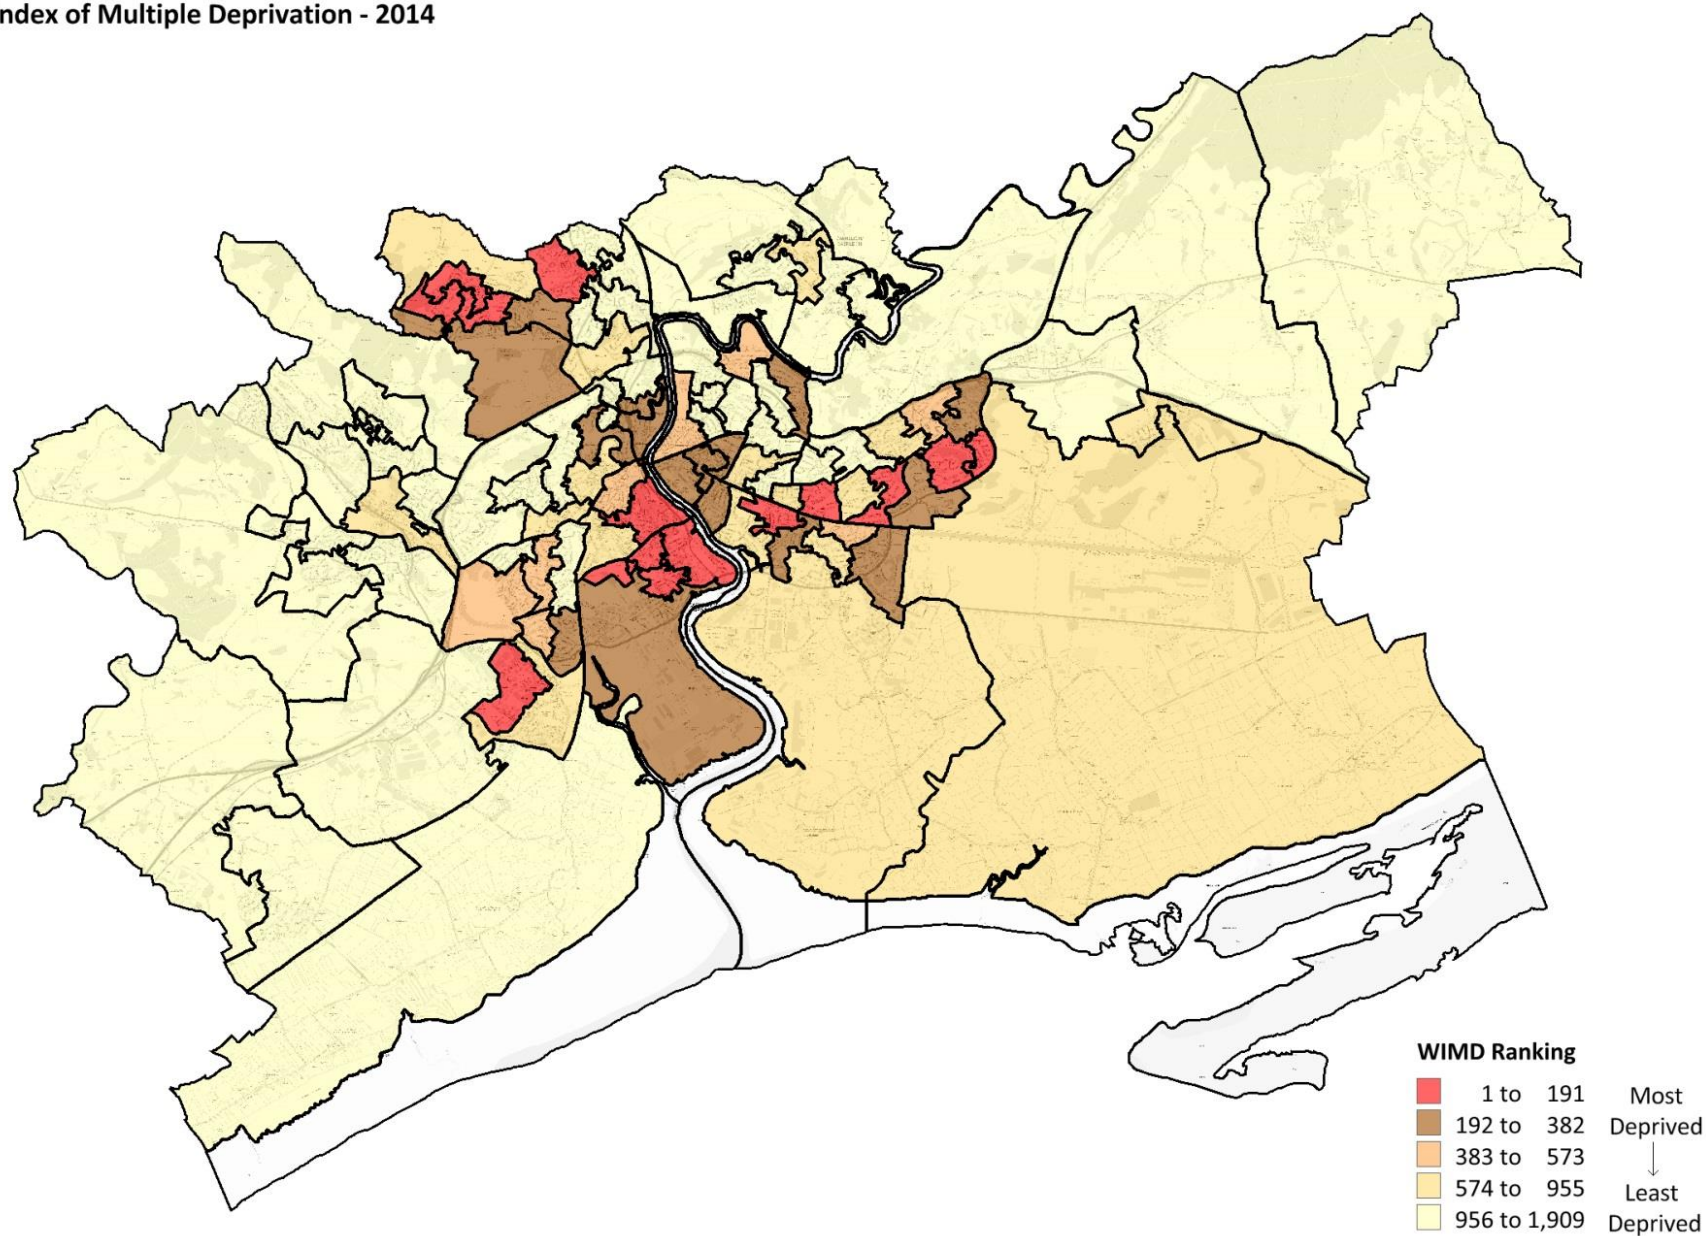 ndex of Multiple Deprivation - 2014
WIMD Ranking
1 to 191 Most
192 to 382 Deprived
383 to 573
574 to 955 Least
956 to 1,909 Deprived